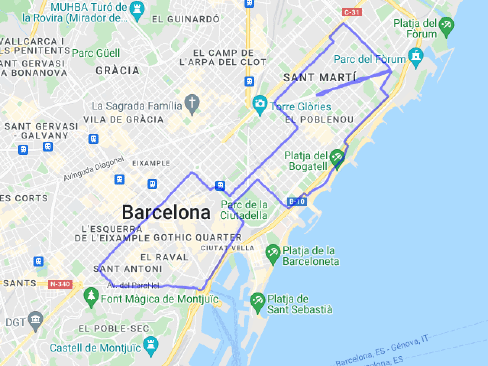 MUHBA Turó de
la Rovira (Mirador de...
EL GUINARDÓ
C-31
Platja del
Fòrum
VALLCARCA I
ELS PENITENTS
Parc Güell
EL CAMP DE
L'ARPA DEL CLOT
Parc del Fòrum
SANT GERVASI
- LA BONANOVA
GRÀCIA
SANT MARTÍ
La Sagrada Família
Torre Glòries
SANT GERVASI
- GALVANY
VILA DE GRÀCIA
EL POBLENOU
Avinguda Diagonal
EIXAMPLE
Platja del
Bogatell
LES CORTS
Barcelona
Parc de la
Ciutadella
B-10
L'ESQUERRA
DE L'EIXAMPLE
GOTHIC QUARTER
CIUTAT VELLA
Platja de la
Barceloneta
EL RAVAL
SANT ANTONI
SANTS
N-340
Av. del Paral·lel
Font Màgica de Montjuïc
Platja de
Sant Sebastià
DGT
EL POBLE-SEC
Castell de Montjuïc
Barcelona, ES - Gênova, IT
Barcelona, ES